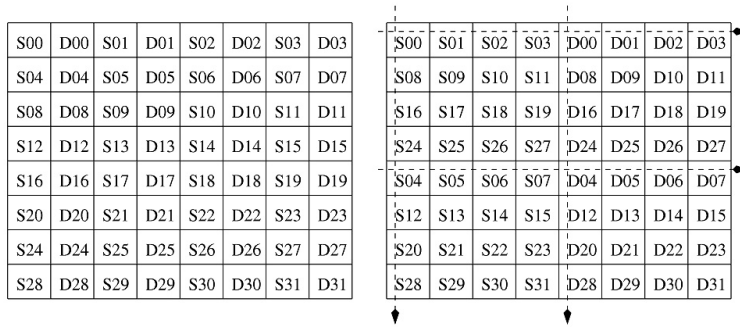 S00 D00 S01 D01 S02 D02 S03 D03
S04 D04 S05 D05 S06 D06 S07 D07
S08 D08 S09 D09 S10 D10 S11 D11
S12 D12 S13 D13 S14 D14 S15 D15
S16 D16 S17 D17 S18 D18 S19 D19
S20 D20 S21 D21 S22 D22 S23 D23
S24 D24 S25 D25 S26 D26 S27 D27
S28 D28 S29 D29 S30 D30 S31 D31
S00 S01 S02 S03 D00 D01 D02 D03
S08 S09 S10 S11 D08 D09 D10 D11
S16 S17 S18 S19 D16 D17 D18 D19
S24 S25 S26 S27 D24 D25 D26 D27
S04 S05 S06 S07 D04 D05 D06 D07
S12 S13 S14 S15 D12 D13 D14 D15
S20 S21 S22 S23 D20 D21 D22 D23
S28 S29 S30 S31 D28 D29 D30 D31